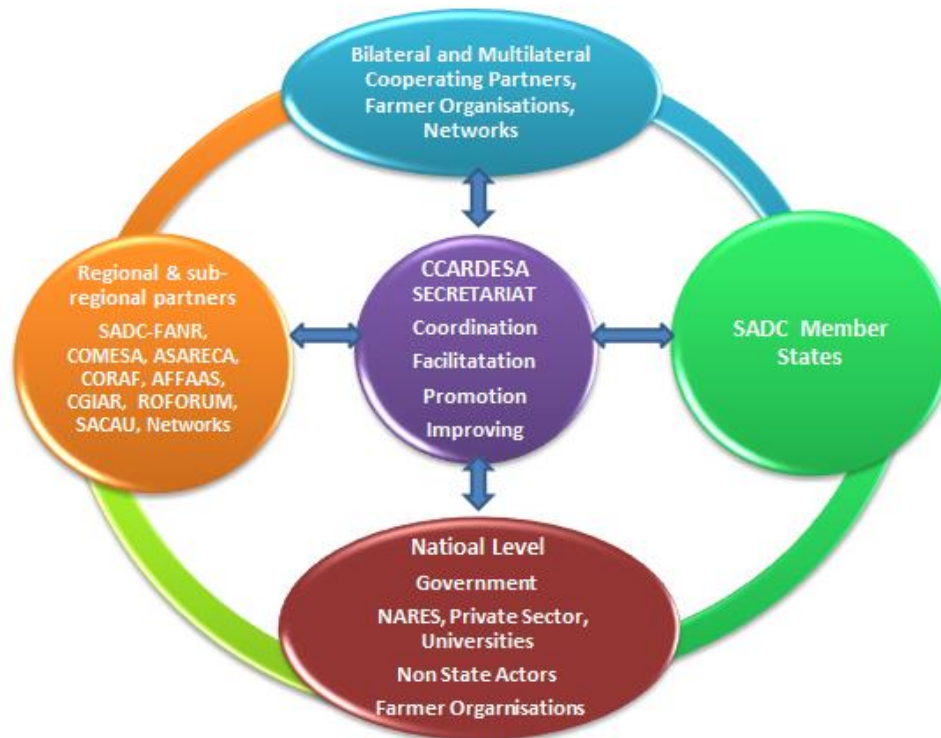 Bilateral and Multilateral
Cooperating Partners,
Farmer Organisations,
Networks
Regional & sub-
regional partners
SADC-FANR,
COMESA, ASARECA,
CORAF, AFFAAS,
CGIAR, ROFORUM,
SACAU, Networks
CCARDESA
SECRETARIAT
Coordination
Facilitatation
Promotion
Improving
SADC Member
States
Natioal Level
Government
NARES, Private Sector,
Universities
Non State Actors
Farmer Orgarnisations